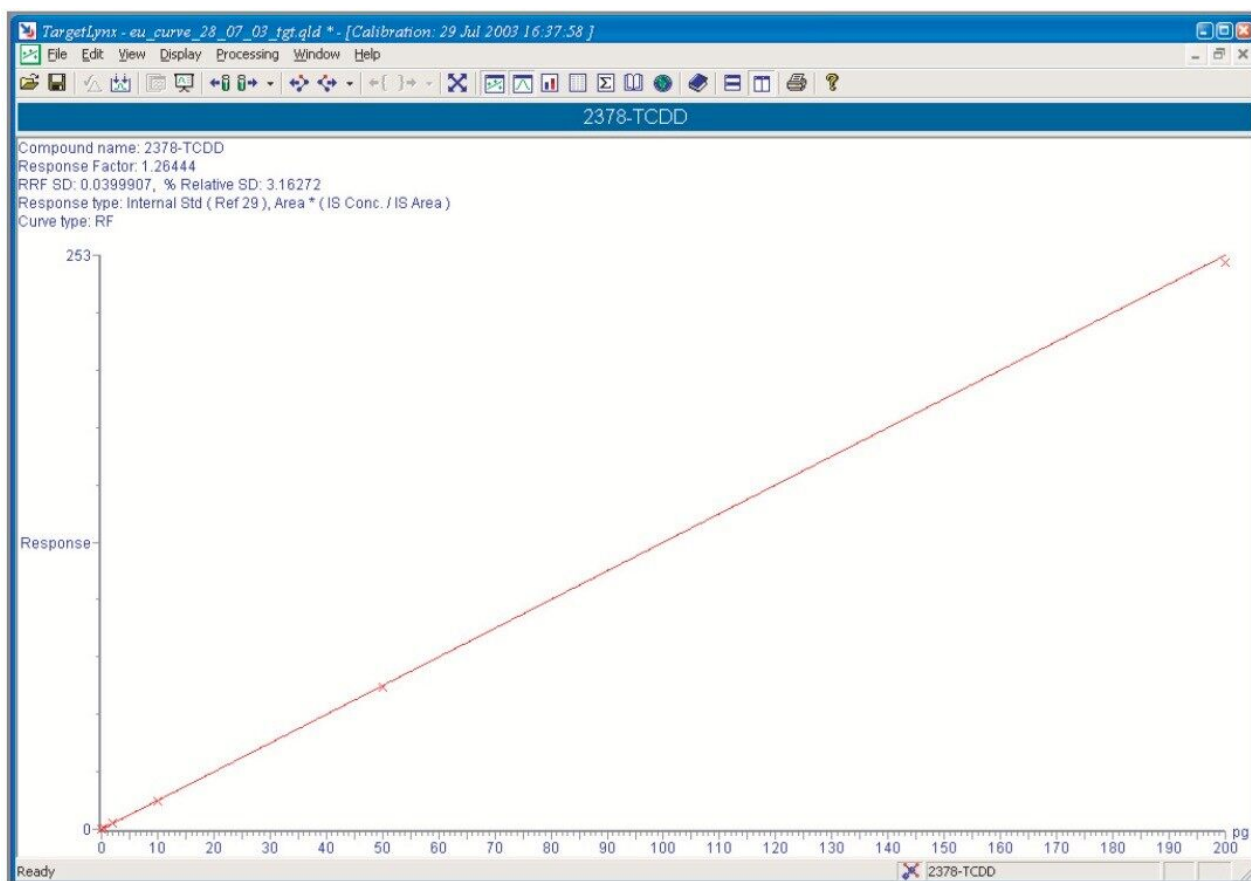 TargetLynx - eu_curve_28_07_03_tgt.qld * - [Calibration: 29 Jul 2003 16:37:58 ]
File Edit View Display Processing Window Help
2378-TCDD
Compound name: 2378-TCDD
Response Factor: 1.26444
RRF SD: 0.0399907, % Relative SD: 3.16272
Response type: Internal Std ( Ref 29 ), Area * ( IS Conc. / IS Area )
Curve type: RF
253
Response
0
0 10 20 30 40 50 60 70 80 90 100 110 120 130 140 150 160 170 180 190 200 pg
Ready 2378-TCDD